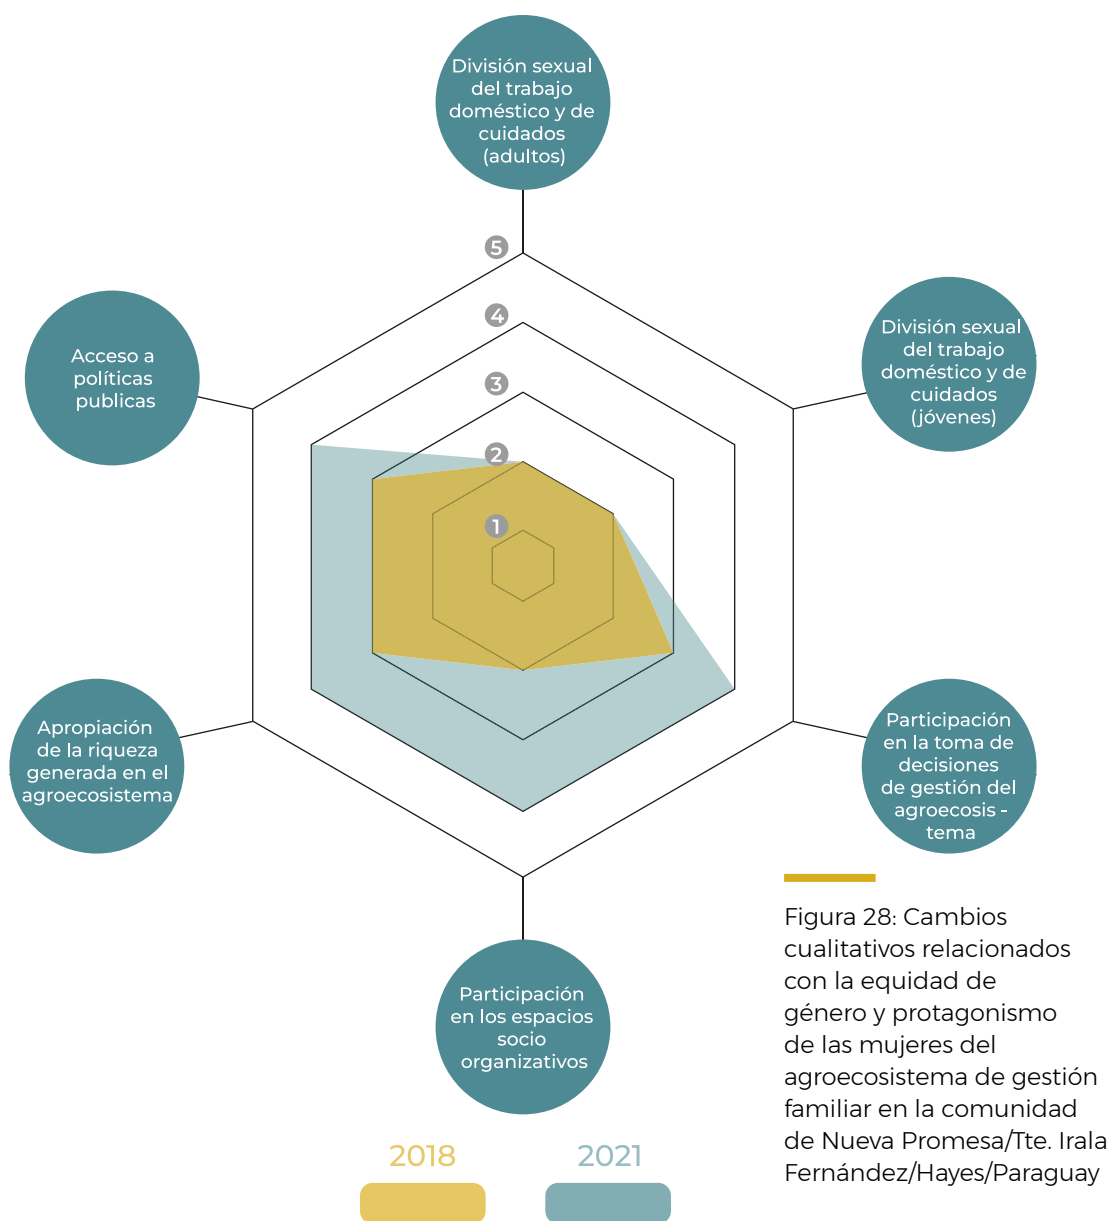 División sexual
del trabajo
doméstico y de
cuidados
(adultos)
5
4
3
2
1
División sexual
del trabajo
doméstico y de
cuidados
(jóvenes)
Acceso a
políticas
publicas
Apropiación
de la riqueza
generada en el
agroecosistema
Participación
en la toma de
decisiones
de gestión del
agroecosis -
tema
Participación
en los espacios
socio
organizativos
Figura 28: Cambios
cualitativos relacionados
con la equidad de
género y protagonismo
de las mujeres del
agroecosistema de gestión
familiar en la comunidad
de Nueva Promesa/Tte. Irala
Fernández/Hayes/Paraguay
2018
2021